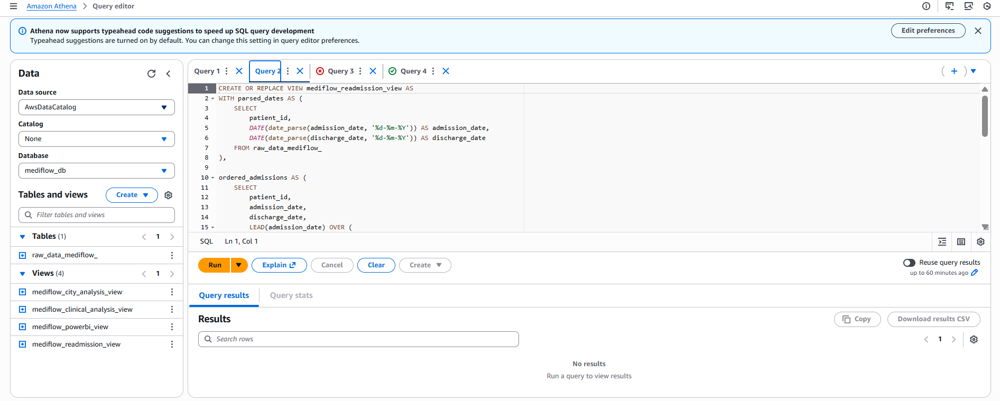 Amazon Athena > Query editor
Athena now supports typeahead code suggestions to speed up SQL query development
Typeahead suggestions are turned on by default. You can change this setting in query editor preferences.
Edit preferences
Data
Data source
AwsDataCatalog
Catalog
None
Database
mediflow_db
Tables and views
Create
Filter tables and views
Tables (1)
1
raw_data_mediflow_
Views (4)
1
mediflow_city_analysis_view
mediflow_clinical_analysis_view
mediflow_powerbi_view
mediflow_readmission_view
Query 1
Query 2
Query 3
Query 4
1 CREATE OR REPLACE VIEW mediflow_readmission_view AS
2 WITH parsed_dates AS (
3 SELECT
4 patient_id,
5 DATE(date_parse(admission_date, '%d-%m-%Y')) AS admission_date,
6 DATE(date_parse(discharge_date, '%d-%m-%Y')) AS discharge_date
7 FROM raw_data_mediflow_
8 ),
9
10 ordered_admissions AS (
11 SELECT
12 patient_id,
13 admission_date,
14 discharge_date,
15 LEAD(admission_date) OVER (
SQL Ln 1, Col 1
Run
Explain
Cancel
Clear
Create
Reuse query results
up to 60 minutes ago
Query results
Query stats
Results
Copy
Download results CSV
Search rows
1
No results
Run a query to view results